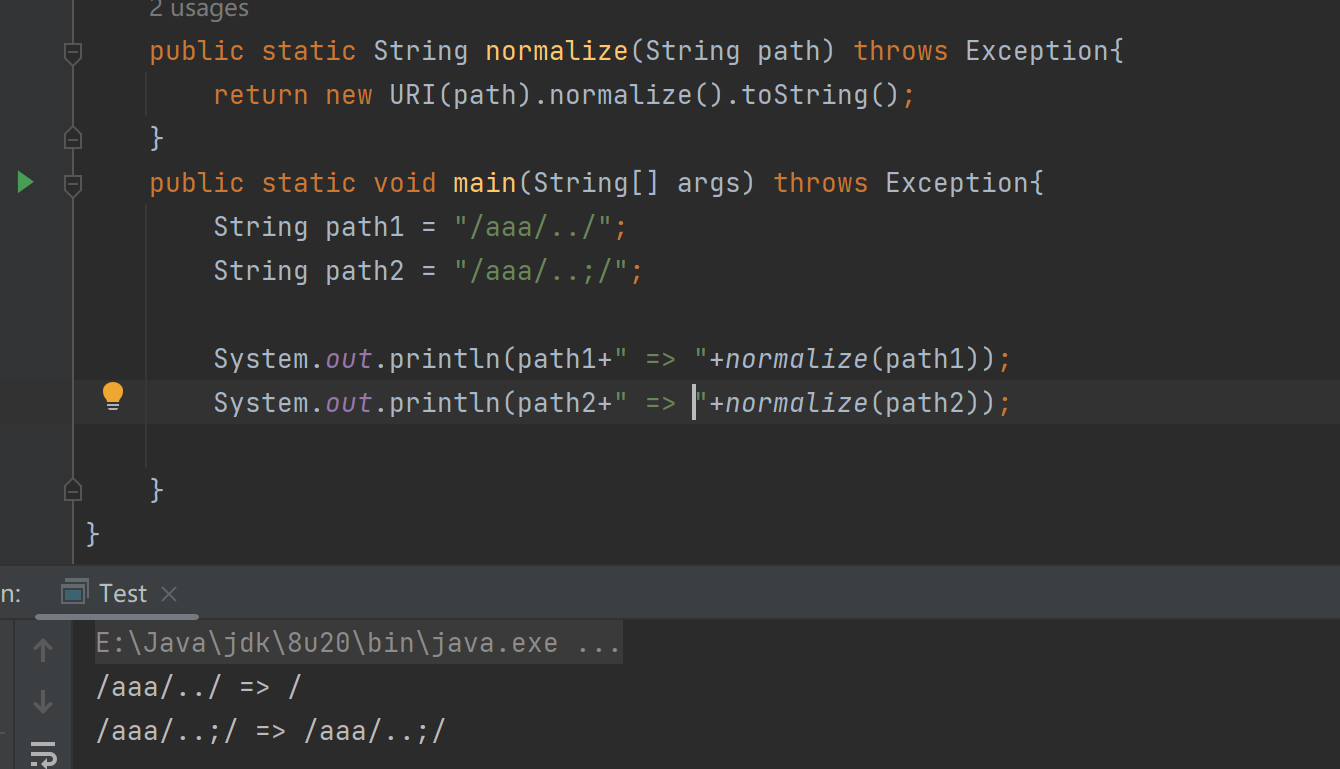 2 usages
public static String normalize(String path) throws Exception{
return new URI(path).normalize().toString();
}
public static void main(String[] args) throws Exception{
String path1 = "/aaa/../";
String path2 = "/aaa/..;/";
System.out.println(path1+" => "+normalize(path1));
System.out.println(path2+" => "+normalize(path2));
}
}
n: Test
E:\Java\jdk\8u20\bin\java.exe ...
/aaa/../ => /
/aaa/..;/ => /aaa/..;/